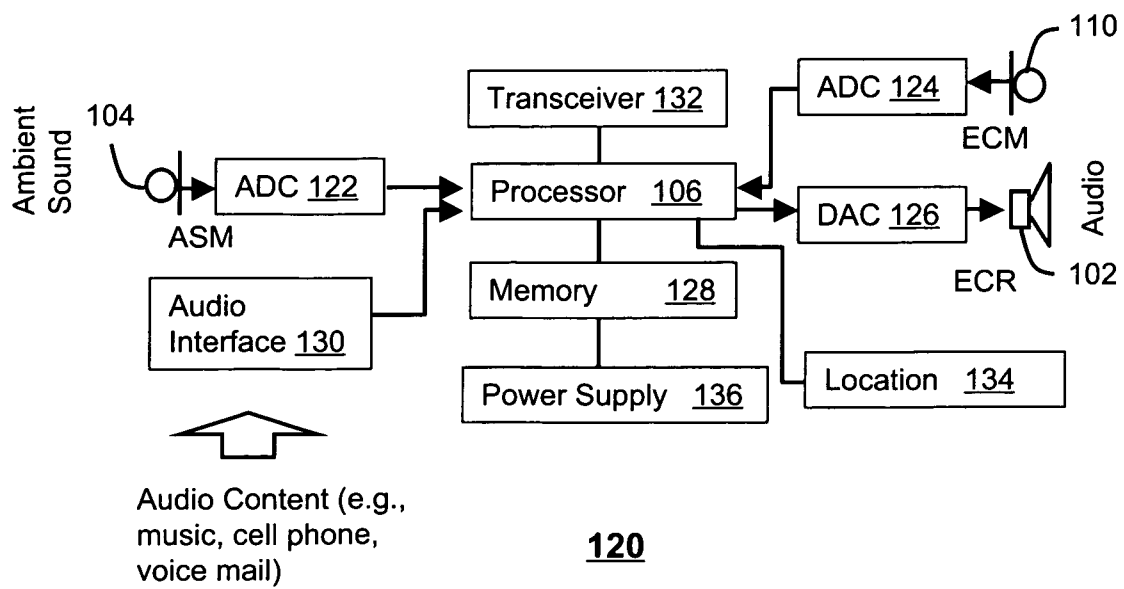 110
Transceiver 132
ADC 124
104
ECM
Ambient
Sound
ADC 122
Processor 106
DAC 126
Audio
ASM
ECR
102
Memory 128
Audio
Interface 130
Location 134
Power Supply 136
Audio Content (e.g.,
music, cell phone,
voice mail)
120